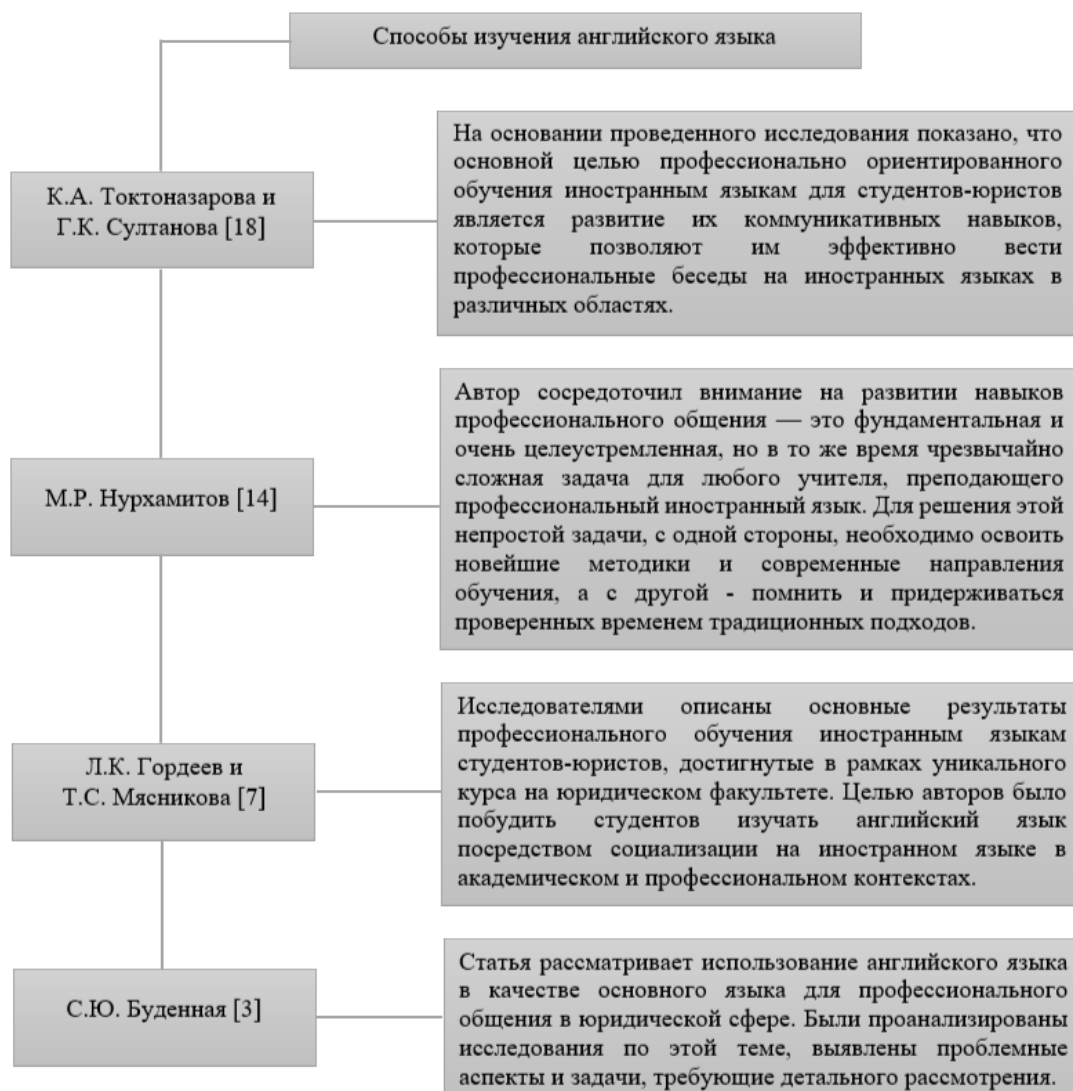 Способы изучения английского языка
К.А. Токтоназарова и
Г.К. Султанова [18]
На основании проведенного исследования показано, что
основной целью профессионально ориентированного
обучения иностранным языкам для студентов-юристов
является развитие их коммуникативных навыков,
которые позволяют им эффективно вести
профессиональные беседы на иностранных языках в
различных областях.
М.Р. Нурхамитов [14]
Автор сосредоточил внимание на развитии навыков
профессионального общения — это фундаментальная и
очень целеустремленная, но в то же время чрезвычайно
сложная задача для любого учителя, преподающего
профессиональный иностранный язык. Для решения этой
непростой задачи, с одной стороны, необходимо освоить
новейшие методики и современные направления
обучения, а с другой - помнить и придерживаться
проверенных временем традиционных подходов.
Л.К. Гордеев и
Т.С. Мясникова [7]
Исследователями описаны основные результаты
профессионального обучения иностранным языкам
студентов-юристов, достигнутые в рамках уникального
курса на юридическом факультете. Целью авторов было
побудить студентов изучать английский язык
посредством социализации на иностранном языке в
академическом и профессиональном контекстах.
С.Ю. Буденная [3]
Статья рассматривает использование английского языка
в качестве основного языка для профессионального
общения в юридической сфере. Были проанализированы
исследования по этой теме, выявлены проблемные
аспекты и задачи, требующие детального рассмотрения.